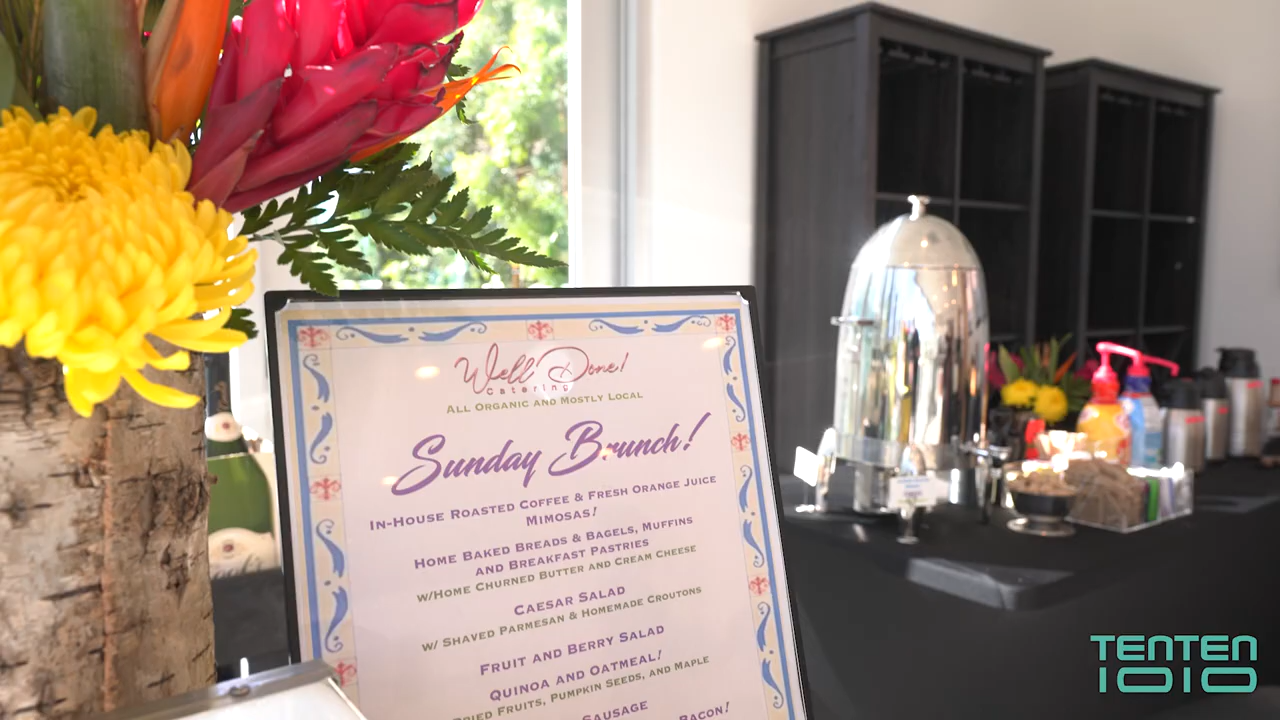 Well Done!
Catering
ALL ORGANIC AND MOSTLY LOCAL
Sunday Brunch!
IN-HOUSE ROASTED COFFEE & FRESH ORANGE JUICE
MIMOSAS!
HOME BAKED BREADS & BAGELS, MUFFINS
AND BREAKFAST PASTRIES
W/HOME CHURNED BUTTER AND CREAM CHEESE
CAESAR SALAD
W/ SHAVED PARMESAN & HOMEMADE CROUTONS
FRUIT AND BERRY SALAD
QUINOA AND OATMEAL!
DRIED FRUITS, PUMPKIN SEEDS, AND MAPLE
SAUSAGE
BACON!
TENTEN
1010